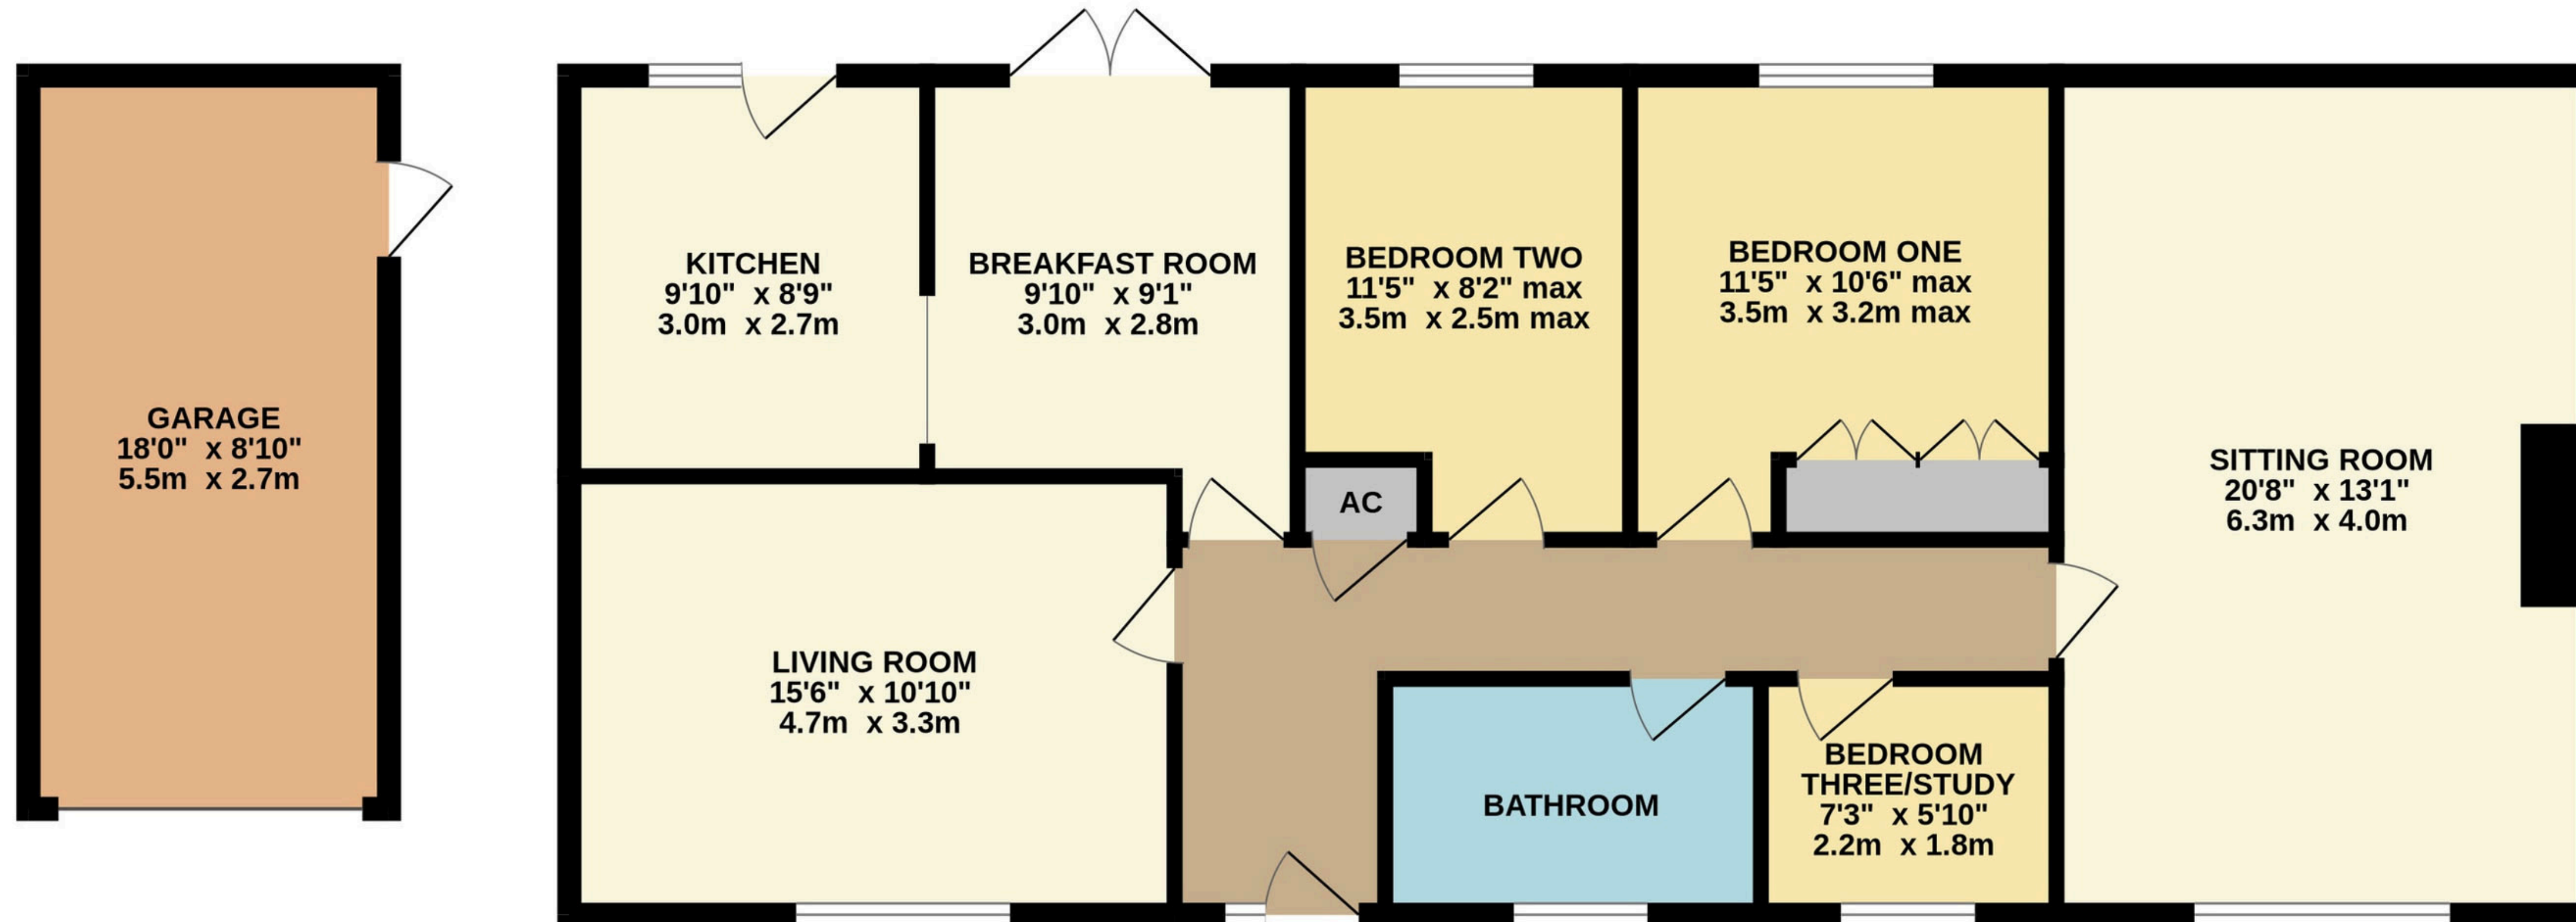 GARAGE
18'0" x 8'10"
5.5m x 2.7m
KITCHEN
9'10" x 8'9"
3.0m x 2.7m
BREAKFAST ROOM
9'10" x 9'1"
3.0m x 2.8m
BEDROOM TWO
11'5" x 8'2" max
3.5m x 2.5m max
BEDROOM ONE
11'5" x 10'6" max
3.5m x 3.2m max
SITTING ROOM
20'8" x 13'1"
6.3m x 4.0m
AC
LIVING ROOM
15'6" x 10'10"
4.7m x 3.3m
BATHROOM
BEDROOM
THREE/STUDY
7'3" x 5'10"
2.2m x 1.8m